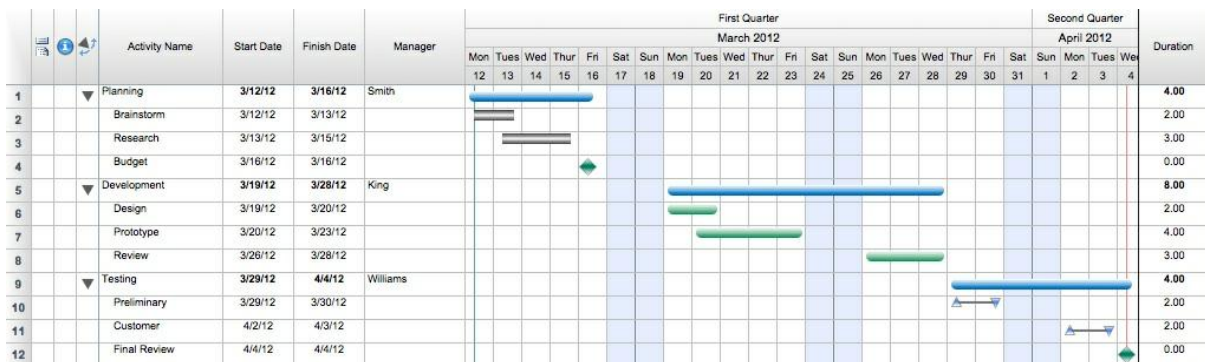 First Quarter Second Quarter
March 2012 April 2012
Activity Name Start Date Finish Date Manager Duration
Mon Tues Wed Thur Fri Sat Sun Mon Tues Wed Thur Fri Sat Sun Mon Tues Wed Thur Fri Sat Sun Mon Tues We
12 13 14 15 16 17 18 19 20 21 22 23 24 25 26 27 28 29 30 31 1 2 3 4
1 Planning 3/12/12 3/16/12 Smith 4.00
2 Brainstorm 3/12/12 3/13/12 2.00
3 Research 3/13/12 3/15/12 3.00
4 Budget 3/16/12 3/16/12 0.00
5 Development 3/19/12 3/28/12 King 8.00
6 Design 3/19/12 3/20/12 2.00
7 Prototype 3/20/12 3/23/12 4.00
8 Review 3/26/12 3/28/12 3.00
9 Testing 3/29/12 4/4/12 Williams 4.00
10 Preliminary 3/29/12 3/30/12 2.00
11 Customer 4/2/12 4/3/12 2.00
12 Final Review 4/4/12 4/4/12 0.00